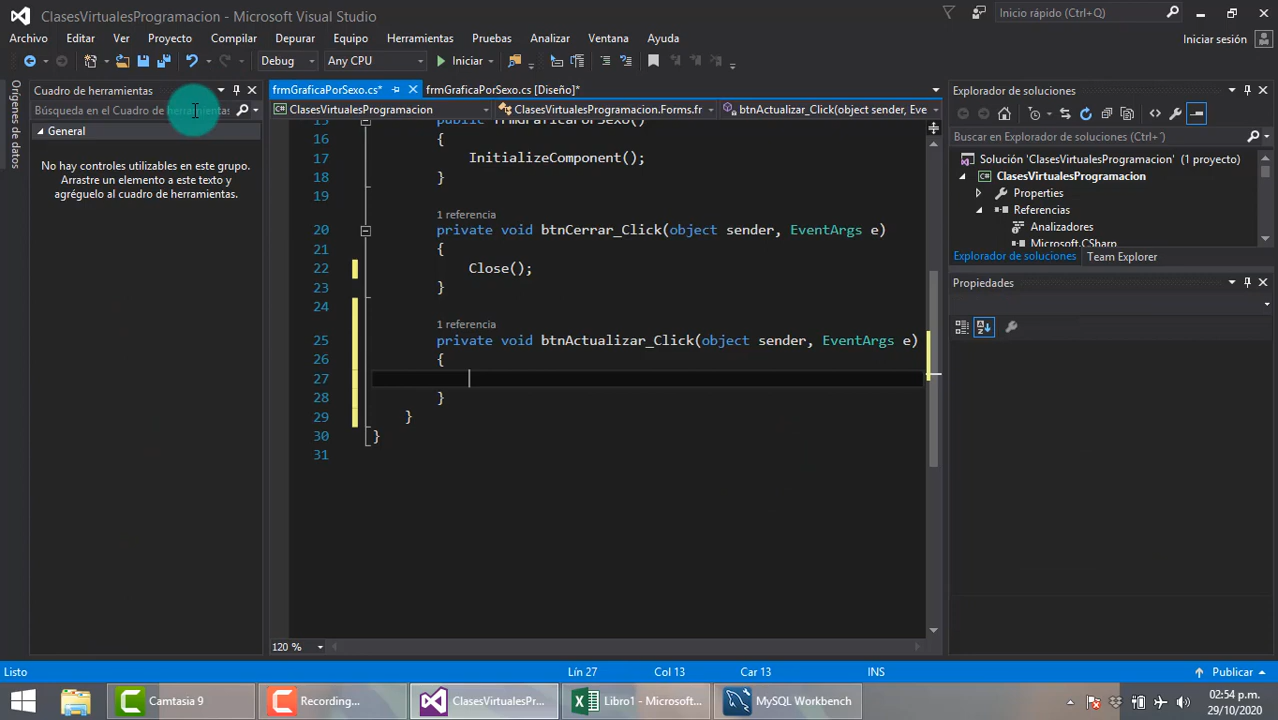 ClasesVirtualesProgramacion - Microsoft Visual Studio
Inicio rápido (Ctrl+Q)
Archivo Editar Ver Proyecto Compilar Depurar Equipo Herramientas Pruebas Analizar Ventana Ayuda
Iniciar sesión
Debug Any CPU Iniciar
Orígenes de datos
Cuadro de herramientas
Búsqueda en el Cuadro de herramientas
General
No hay controles utilizables en este grupo.
Arrastre un elemento a este texto y
agréguelo al cuadro de herramientas.
frmGraficaPorSexo.cs* frmGraficaPorSexo.cs [Diseño]*
ClasesVirtualesProgramacion ClasesVirtualesProgramacion.Forms.fr btnActualizar_Click(object sender, Eve
15 public frmGraficaPorSexo()
16 {
17 InitializeComponent();
18 }
19
1 referencia
20 private void btnCerrar_Click(object sender, EventArgs e)
21 {
22 Close();
23 }
24
1 referencia
25 private void btnActualizar_Click(object sender, EventArgs e)
26 {
27
28 }
29 }
30 }
31
120 %
Explorador de soluciones
Buscar en Explorador de soluciones (Ctrl+´)
Solución 'ClasesVirtualesProgramacion' (1 proyecto)
ClasesVirtualesProgramacion
Properties
Referencias
Analizadores
Microsoft.CSharp
Explorador de soluciones Team Explorer
Propiedades
Listo Lín 27 Col 13 Car 13 INS Publicar
Camtasia 9 Recording... ClasesVirtualesPr... Libro1 - Microsoft... MySQL Workbench
02:54 p.m.
29/10/2020